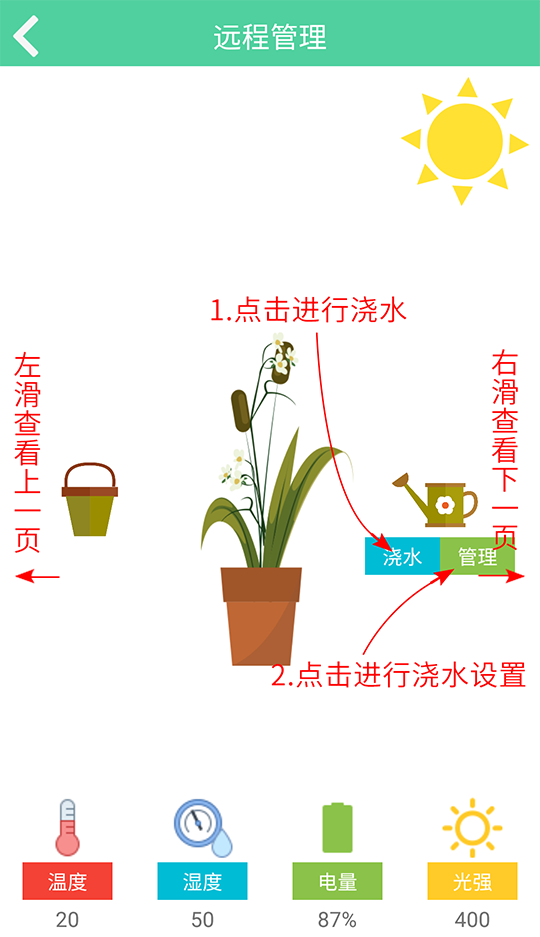 远程管理
1.点击进行浇水
左滑查看上一页
右滑查看下一页
浇水
管理
2.点击进行浇水设置
温度
湿度
电量
光强
20
50
87%
400